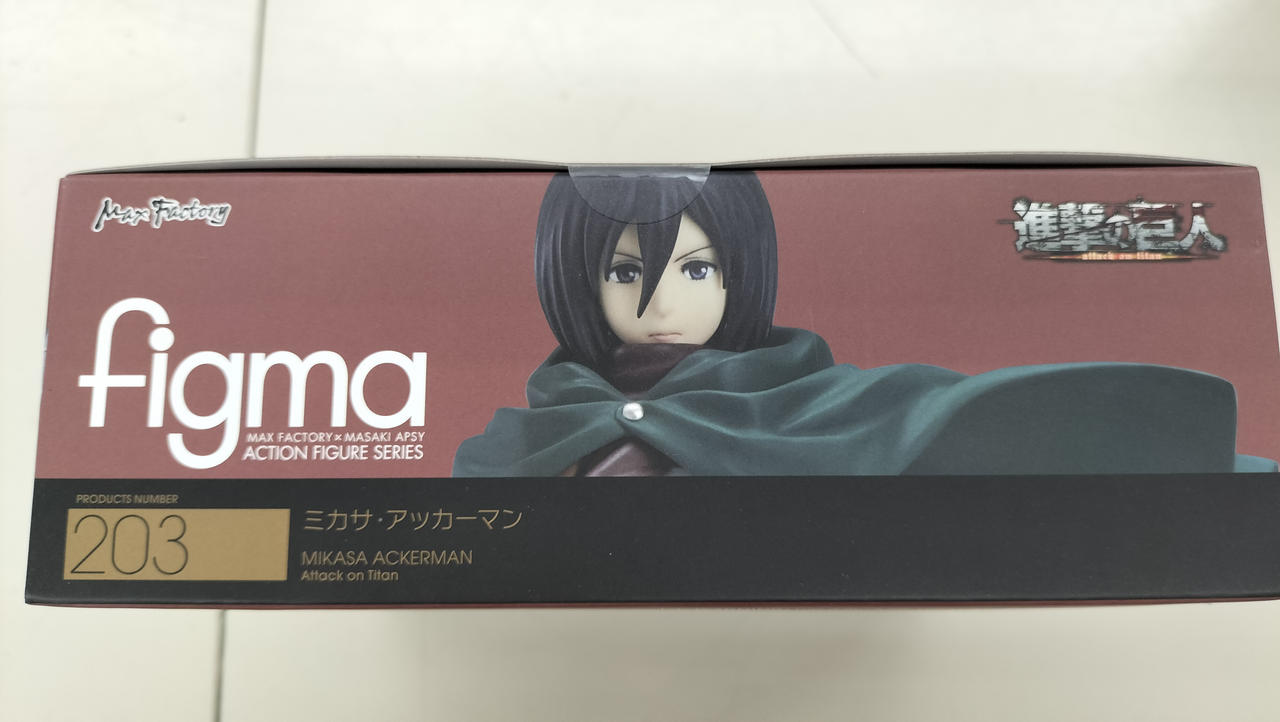 Max Factory
進撃の巨人
attack on titan
figma
MAX FACTORY × MASAKI APSY
ACTION FIGURE SERIES
PRODUCTS NUMBER
203
ミカサ・アッカーマン
MIKASA ACKERMAN
Attack on Titan